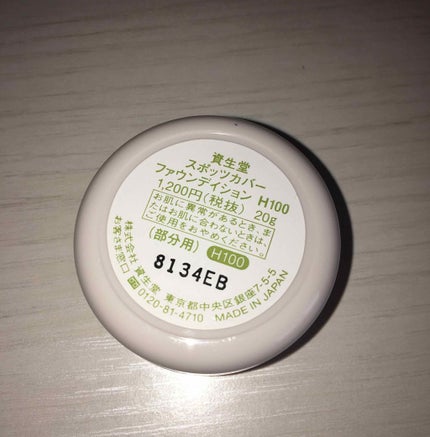 資生堂
スポッツカバー
ファウンデイション H100
1,200円(税抜) 20g
お肌に異常があるとき、ま
たはお肌に合わないときは、
ご使用をおやめください。
(部分用) H100
8134EB
株式会社 資生堂 東京都中央区銀座7-5-5
お客さま窓口 0120-81-4710 MADE IN JAPAN